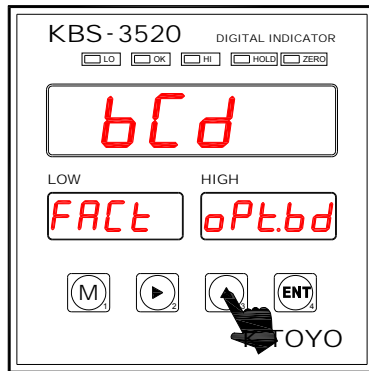 KBS-3520 DIGITAL INDICATOR
LO OK HI HOLD ZERO
bCd
LOW HIGH
FACt oPt.bd
M ENT
1 2 3 4
TOYO